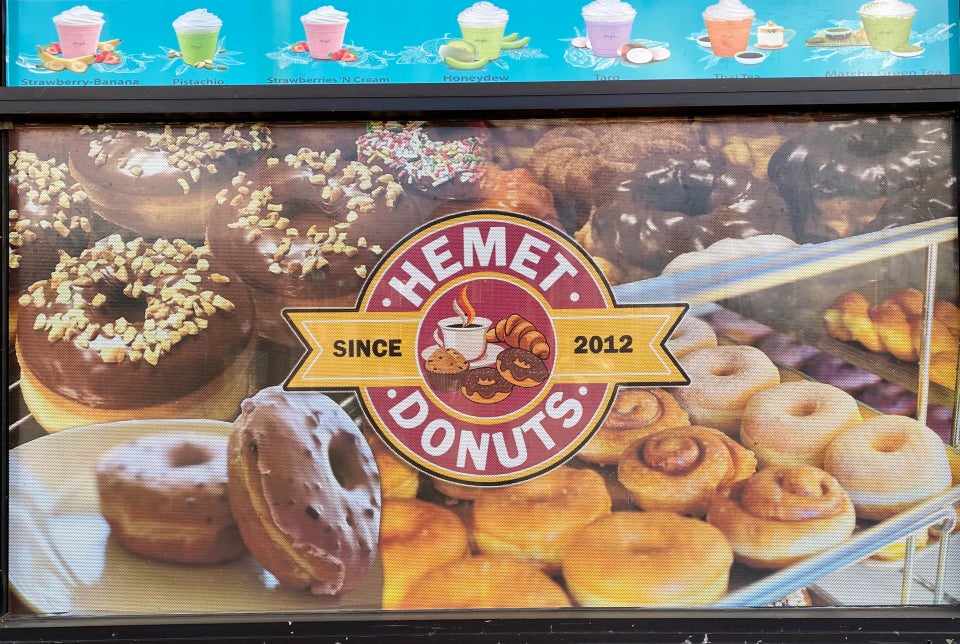 Strawberry-Banana
Pistachio
Strawberries 'N Cream
Honeydew
Taro
Thai Tea
Matcha Green Tea
HEMET
SINCE 2012
DONUTS